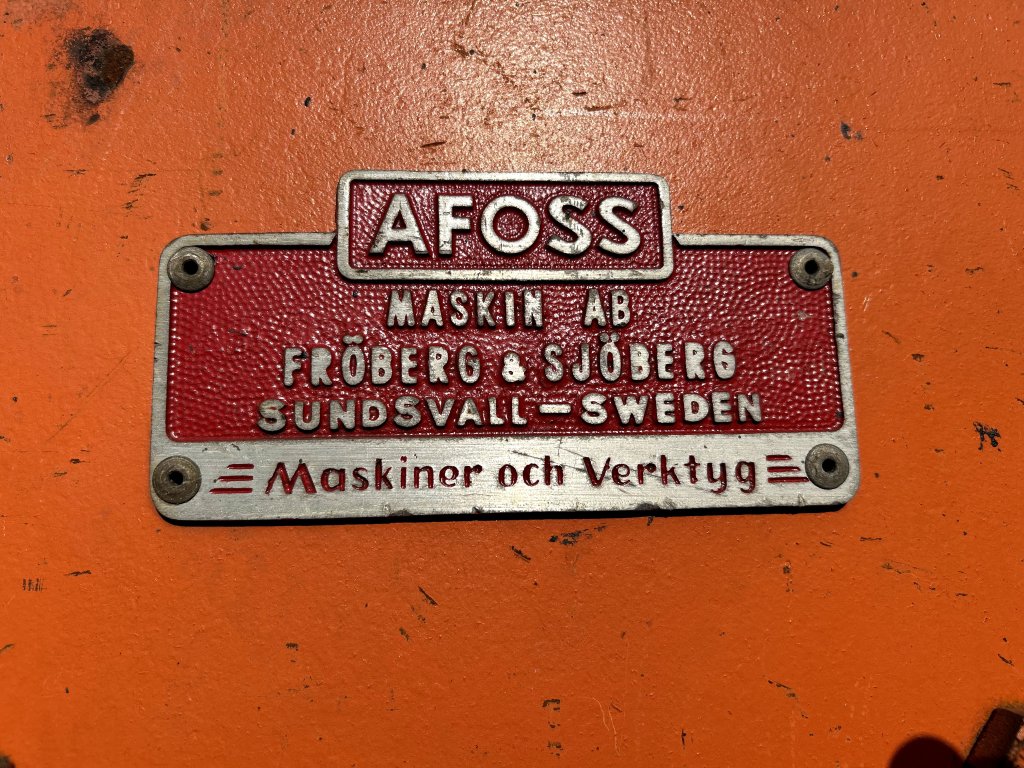 AFOSS
MASKIN AB
FRÖBERG & SJÖBERG
SUNDSVALL—SWEDEN
Maskiner och Verktyg